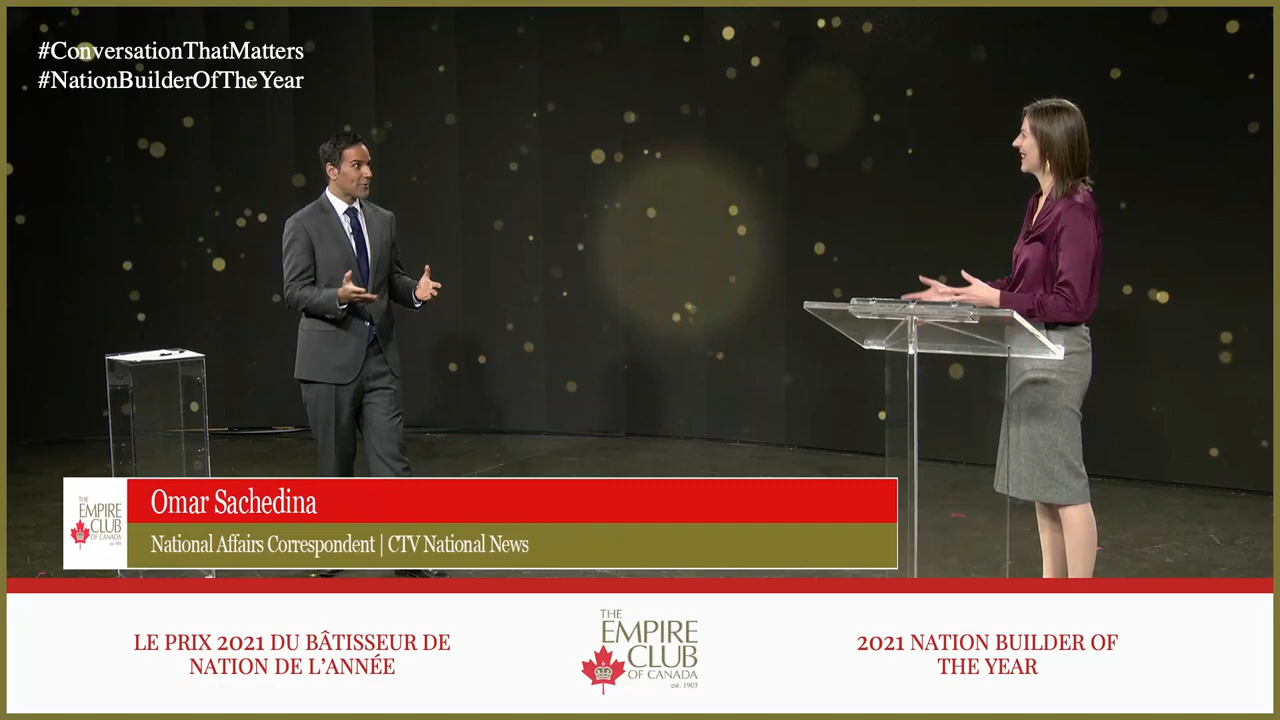 #ConversationThatMatters
#NationBuilderOfTheYear
THE
EMPIRE
CLUB
OF CANADA
Omar Sachedina
National Affairs Correspondent | CTV National News
LE PRIX 2021 DU BÂTISSEUR DE
NATION DE L’ANNÉE
THE
EMPIRE
CLUB
OF CANADA
est. 1903
2021 NATION BUILDER OF
THE YEAR